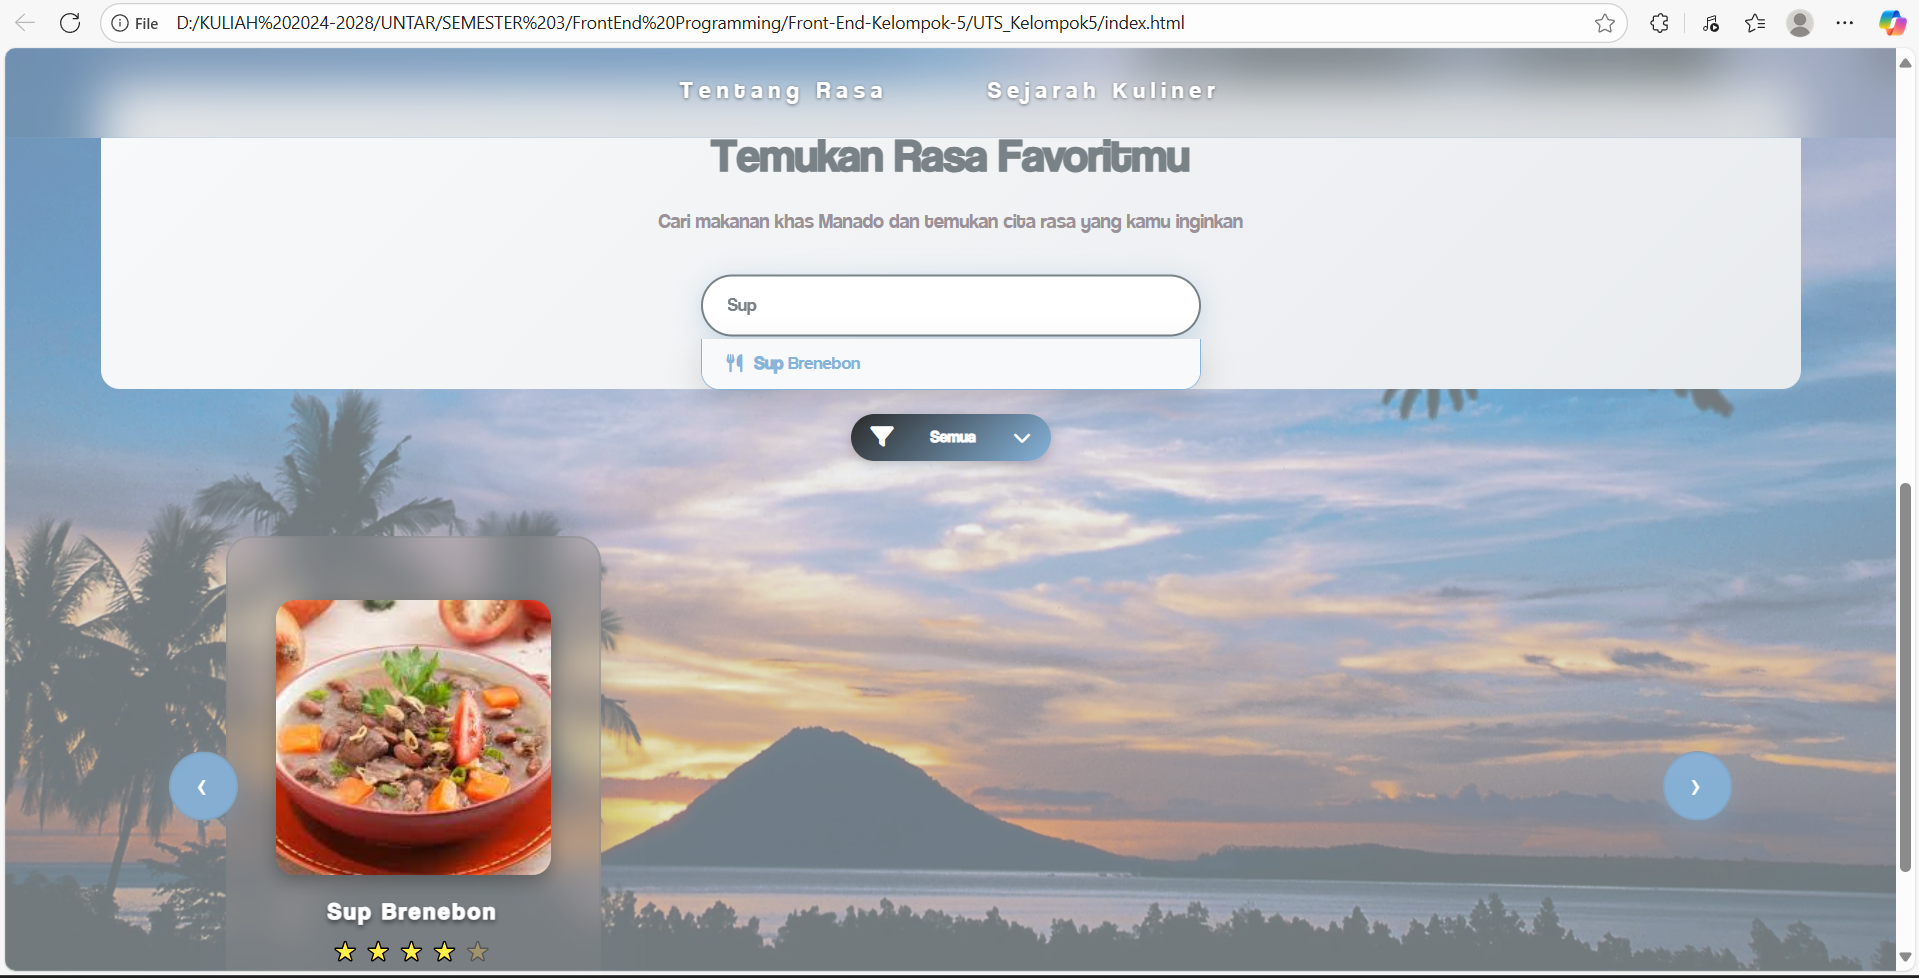 File
D:/KULIAH%202024-2028/UNTAR/SEMESTER%203/FrontEnd%20Programming/Front-End-Kelompok-5/UTS_Kelompok5/index.html
Tentang Rasa
Sejarah Kuliner
Temukan Rasa Favoritmu
Cari makanan khas Manado dan temukan cita rasa yang kamu inginkan
Sup
Sup Brenebon
Semua
Sup Brenebon